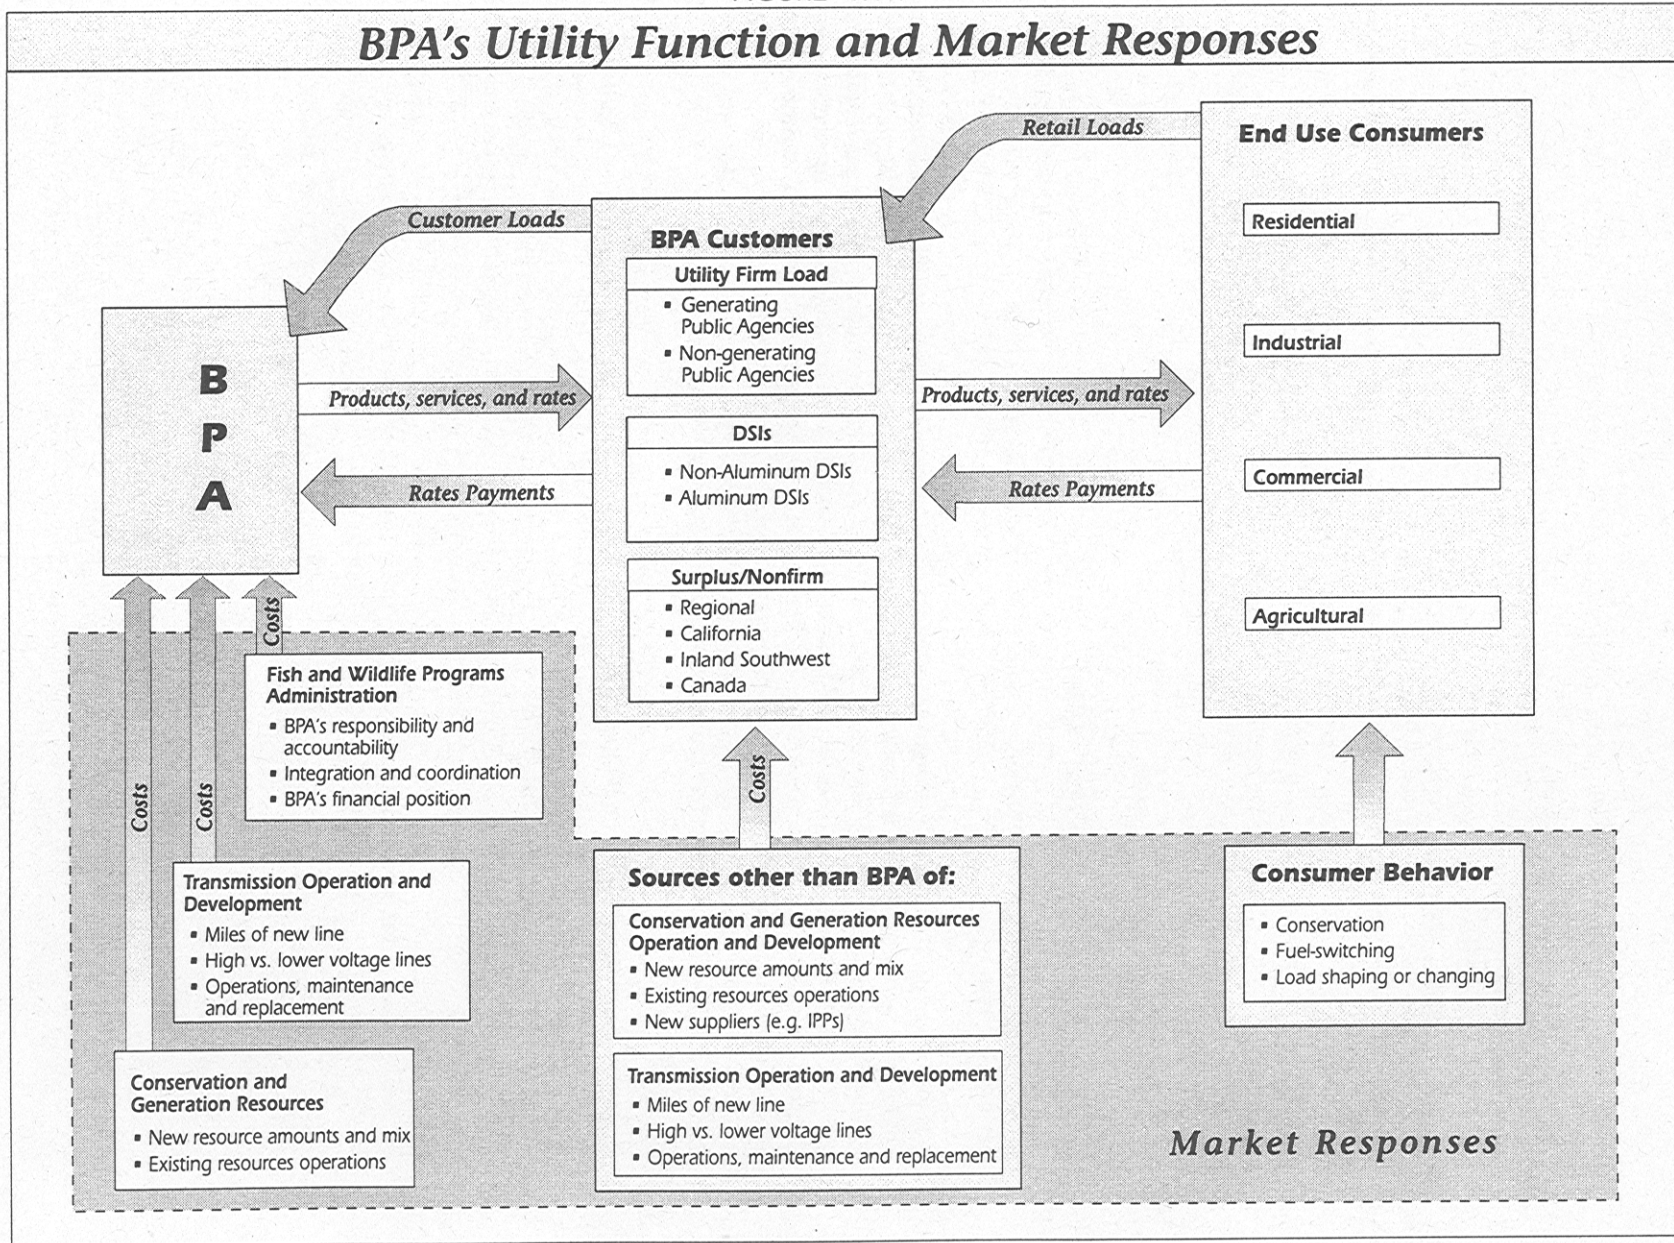 BPA's Utility Function and Market Responses
Retail Loads
End Use Consumers
Residential
Industrial
Commercial
Agricultural
Customer Loads
BPA Customers
Utility Firm Load
▪ Generating
Public Agencies
▪ Non-generating
Public Agencies
DSIs
▪ Non-Aluminum DSIs
▪ Aluminum DSIs
Surplus/Nonfirm
▪ Regional
▪ California
▪ Inland Southwest
▪ Canada
B
P
A
Products, services, and rates
Products, services, and rates
Rates Payments
Rates Payments
Costs
Costs
Costs
Costs
Fish and Wildlife Programs
Administration
▪ BPA's responsibility and
accountability
▪ Integration and coordination
▪ BPA's financial position
Transmission Operation and
Development
▪ Miles of new line
▪ High vs. lower voltage lines
▪ Operations, maintenance
and replacement
Conservation and
Generation Resources
▪ New resource amounts and mix
▪ Existing resources operations
Sources other than BPA of:
Conservation and Generation Resources
Operation and Development
▪ New resource amounts and mix
▪ Existing resources operations
▪ New suppliers (e.g. IPPs)
Transmission Operation and Development
▪ Miles of new line
▪ High vs. lower voltage lines
▪ Operations, maintenance and replacement
Consumer Behavior
▪ Conservation
▪ Fuel-switching
▪ Load shaping or changing
Market Responses